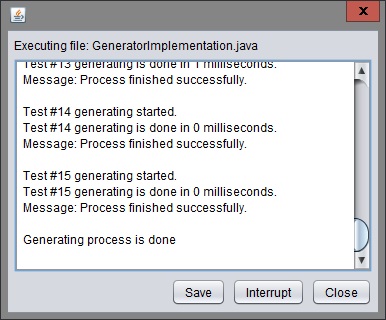 Executing file: GeneratorImplementation.java
Test #13 generating is done in 1 milliseconds.
Message: Process finished successfully.
Test #14 generating started.
Test #14 generating is done in 0 milliseconds.
Message: Process finished successfully.
Test #15 generating started.
Test #15 generating is done in 0 milliseconds.
Message: Process finished successfully.
Generating process is done
Save Interrupt Close